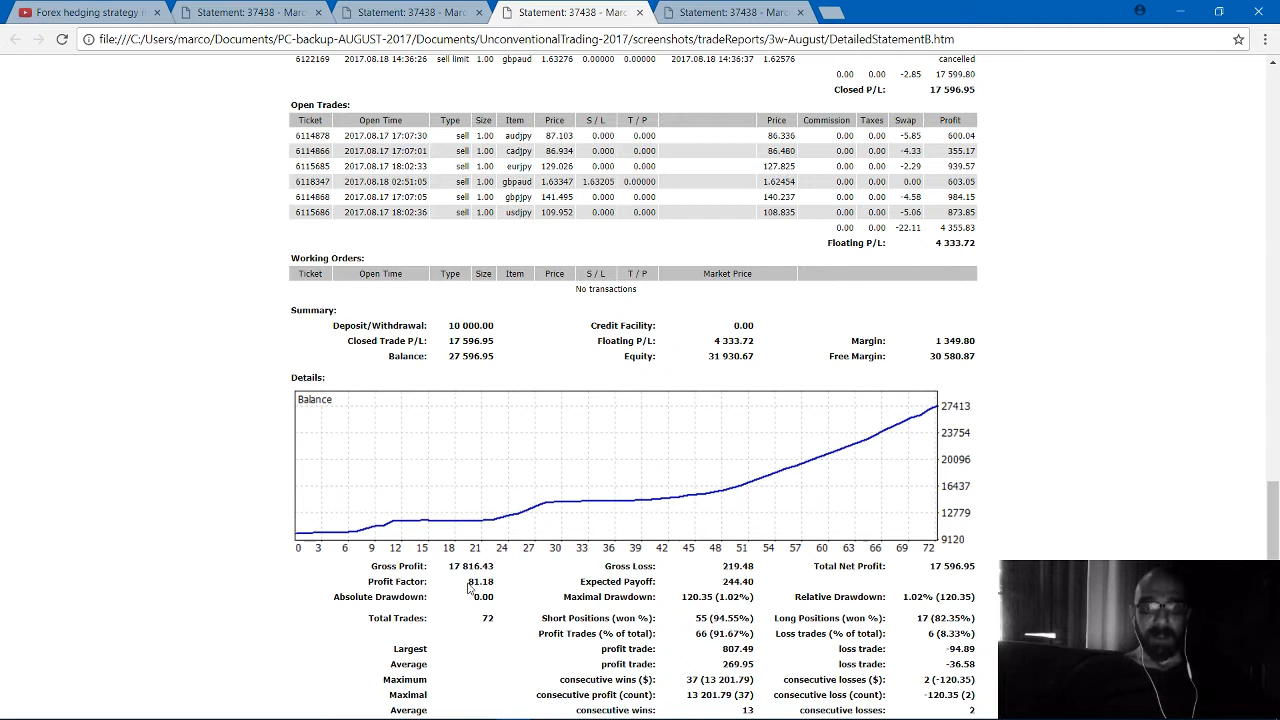 Forex hedging strategy i
Statement: 37438 - Marc
Statement: 37438 - Marc
Statement: 37438 - Marc
Statement: 37438 - Marc
file:///C:/Users/marco/Documents/PC-backup-AUGUST-2017/Documents/UnconventionalTrading-2017/screenshots/tradeReports/3w-August/DetailedStatementB.htm
6122169 2017.08.18 14:36:26 sell limit 1.00 gbpaud 1.63276 0.00000 0.00000 2017.08.18 14:36:37 1.62576 cancelled
0.00 0.00 -2.85 17 599.80
Closed P/L: 17 596.95
Open Trades:
Ticket Open Time Type Size Item Price S / L T / P Price Commission Taxes Swap Profit
6114878 2017.08.17 17:07:30 sell 1.00 audjpy 87.103 0.000 0.000 86.336 0.00 0.00 -5.85 600.04
6114866 2017.08.17 17:07:01 sell 1.00 cadjpy 86.934 0.000 0.000 86.480 0.00 0.00 -4.33 355.17
6115685 2017.08.17 18:02:33 sell 1.00 eurjpy 129.026 0.000 0.000 127.825 0.00 0.00 -2.29 939.57
6118347 2017.08.18 02:51:05 sell 1.00 gbpaud 1.63347 1.63205 0.00000 1.62454 0.00 0.00 0.00 603.05
6114868 2017.08.17 17:07:05 sell 1.00 gbpjpy 141.495 0.000 0.000 140.237 0.00 0.00 -4.58 984.15
6115686 2017.08.17 18:02:36 sell 1.00 usdjpy 109.952 0.000 0.000 108.835 0.00 0.00 -5.06 873.85
0.00 0.00 -22.11 4 355.83
Floating P/L: 4 333.72
Working Orders:
Ticket Open Time Type Size Item Price S / L T / P Market Price
No transactions
Summary:
Deposit/Withdrawal: 10 000.00 Credit Facility: 0.00
Closed Trade P/L: 17 596.95 Floating P/L: 4 333.72 Margin: 1 349.80
Balance: 27 596.95 Equity: 31 930.67 Free Margin: 30 580.87
Details:
Balance
27413
23754
20096
16437
12779
9120
0 3 6 9 12 15 18 21 24 27 30 33 36 39 42 45 48 51 54 57 60 63 66 69 72
Gross Profit: 17 816.43 Gross Loss: 219.48 Total Net Profit: 17 596.95
Profit Factor: 81.18 Expected Payoff: 244.40
Absolute Drawdown: 0.00 Maximal Drawdown: 120.35 (1.02%) Relative Drawdown: 1.02% (120.35)
Total Trades: 72 Short Positions (won %): 55 (94.55%) Long Positions (won %): 17 (82.35%)
Profit Trades (% of total): 66 (91.67%) Loss trades (% of total): 6 (8.33%)
Largest profit trade: 807.49 loss trade: -94.89
Average profit trade: 269.95 loss trade: -36.58
Maximum consecutive wins ($): 37 (13 201.79) consecutive losses ($): 2 (-120.35)
Maximal consecutive profit (count): 13 201.79 (37) consecutive loss (count): -120.35 (2)
Average consecutive wins: 13 consecutive losses: 2